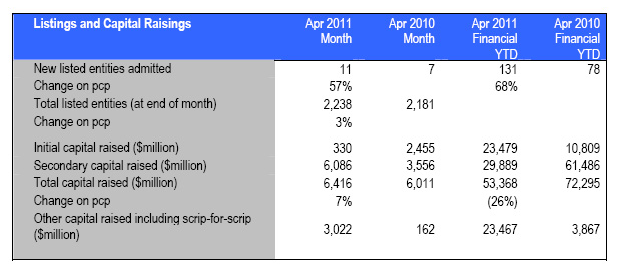 Listings and Capital Raisings Apr 2011 Month Apr 2010 Month Apr 2011 Financial YTD Apr 2010 Financial YTD
New listed entities admitted 11 7 131 78
Change on pcp 57% 68%
Total listed entities (at end of month) 2,238 2,181
Change on pcp 3%
Initial capital raised ($million) 330 2,455 23,479 10,809
Secondary capital raised ($million) 6,086 3,556 29,889 61,486
Total capital raised ($million) 6,416 6,011 53,368 72,295
Change on pcp 7% (26%)
Other capital raised including scrip-for-scrip
($million) 3,022 162 23,467 3,867